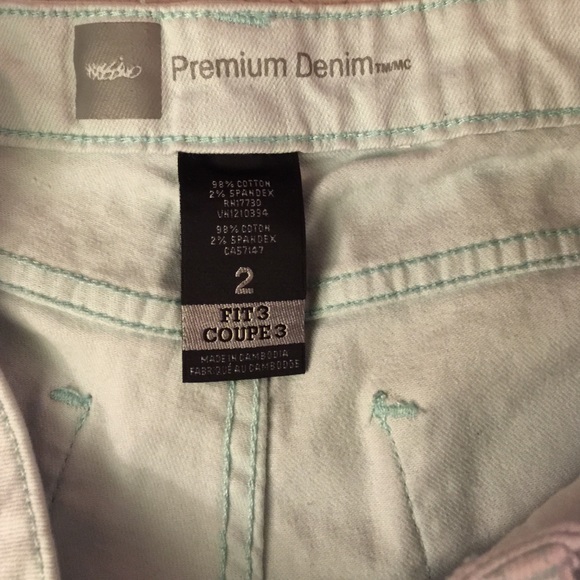 mossimo Premium Denim TM/MC
98% COTTON
2% SPANDEX
RN17730
VN1210394
98% COTON
2% SPANDEX
CA57147
2
FIT 3
COUPE 3
MADE IN CAMBODIA
FABRIQUÉ AU CAMBODGE